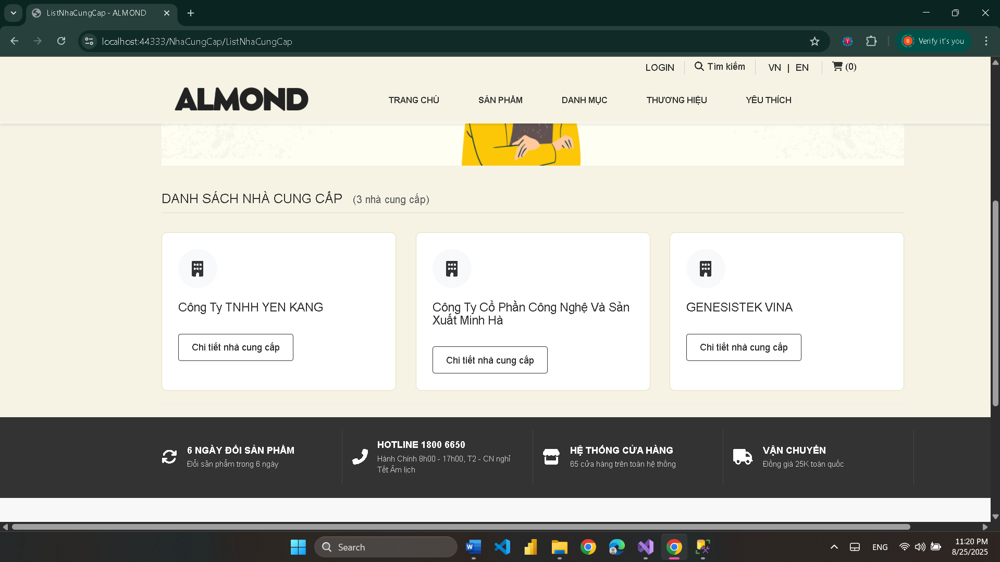 ListNhaCungCap - ALMOND
localhost:44333/NhaCungCap/ListNhaCungCap
B
Verify it's you
LOGIN
Tìm kiếm
VN | EN
(0)
ALMOND
TRANG CHỦ
SẢN PHẨM
DANH MỤC
THƯƠNG HIỆU
YÊU THÍCH
DANH SÁCH NHÀ CUNG CẤP (3 nhà cung cấp)
Công Ty TNHH YEN KANG
Chi tiết nhà cung cấp
Công Ty Cổ Phần Công Nghệ Và Sản
Xuất Minh Hà
Chi tiết nhà cung cấp
GENESISTEK VINA
Chi tiết nhà cung cấp
6 NGÀY ĐỔI SẢN PHẨM
Đổi sản phẩm trong 6 ngày
HOTLINE 1800 6650
Hành Chính 8h00 - 17h00, T2 - CN nghỉ
Tết Âm lịch
HỆ THỐNG CỬA HÀNG
65 cửa hàng trên toàn hệ thống
VẬN CHUYỂN
Đồng giá 25K toàn quốc
Search
ENG
11:20 PM
8/25/2025